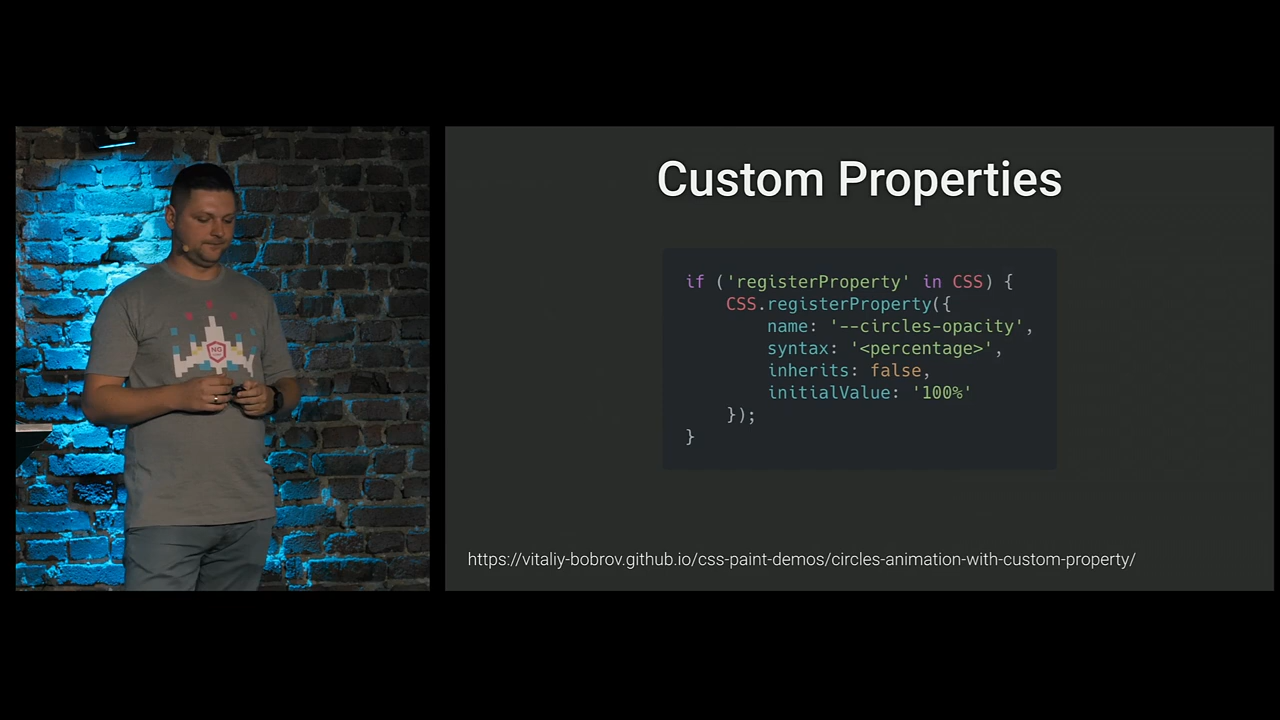 Custom Properties
if ('registerProperty' in CSS) {
    CSS.registerProperty({
        name: '--circles-opacity',
        syntax: '<percentage>',
        inherits: false,
        initialValue: '100%'
    });
}
https://vitaliy-bobrov.github.io/css-paint-demos/circles-animation-with-custom-property/
NG